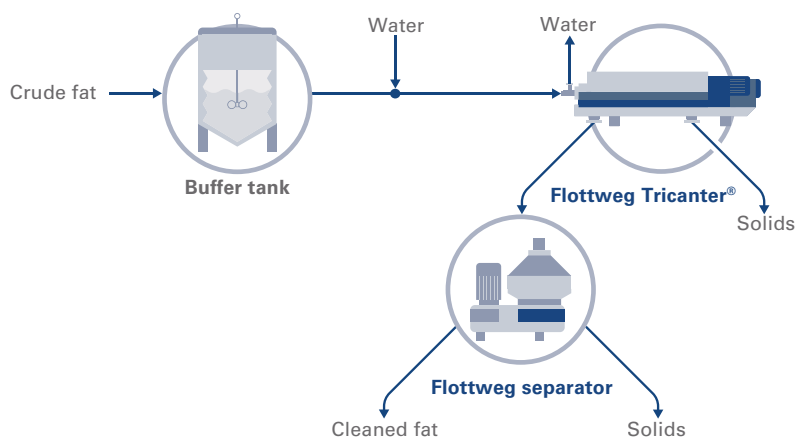 Water
Water
Crude fat
Buffer tank
Flottweg Tricanter®
Solids
Flottweg separator
Cleaned fat
Solids